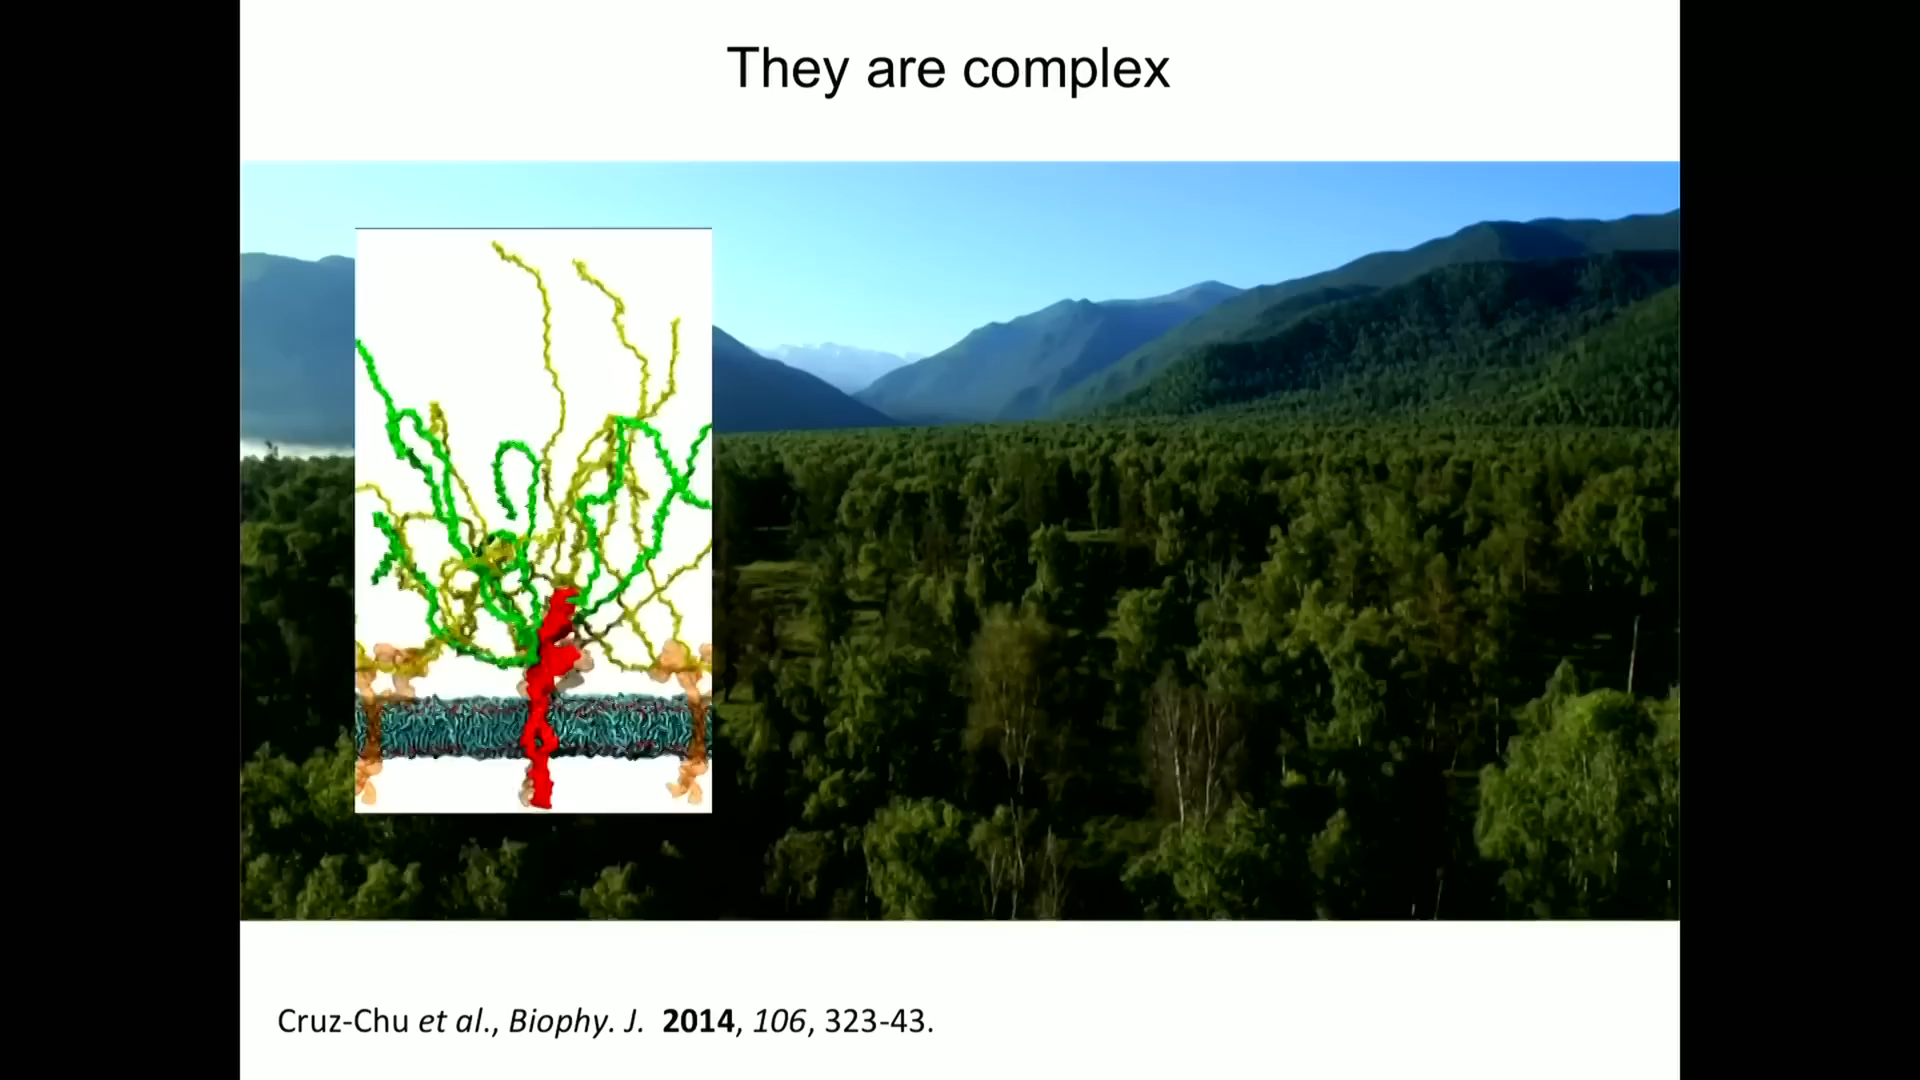 They are complex
Cruz-Chu et al., Biophy. J. 2014, 106, 323-43.